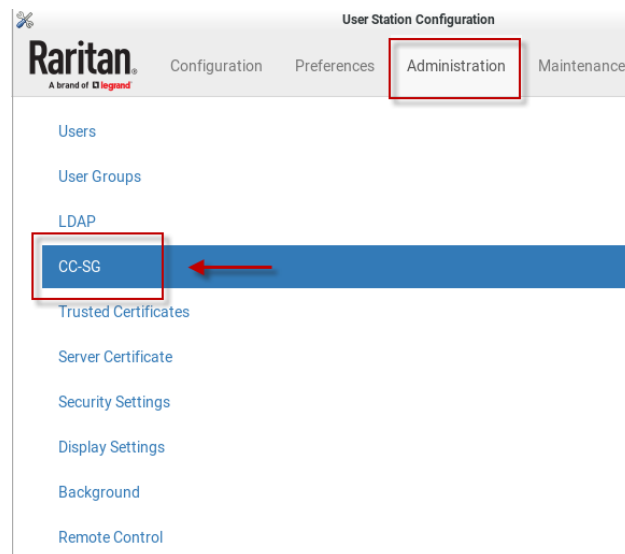 User Station Configuration
Raritan.
A brand of legrand
Configuration Preferences Administration Maintenance
Users
User Groups
LDAP
CC-SG
Trusted Certificates
Server Certificate
Security Settings
Display Settings
Background
Remote Control